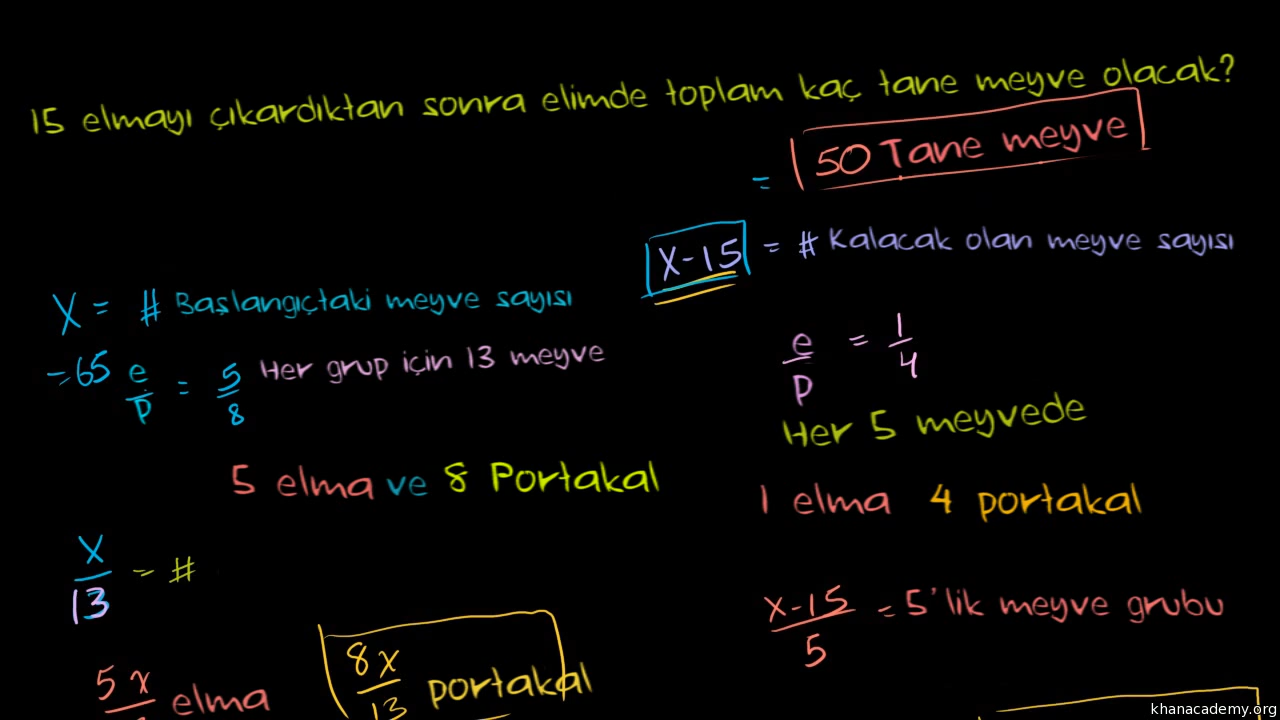 15 elmayı çıkardıktan sonra elimde toplam kaç tane meyve olacak?
= 50 Tane meyve
x-15 = # Kalacak olan meyve sayısı
x = # Başlangıçtaki meyve sayısı
=65 e/p = 5/8 Her grup için 13 meyve
e/p = 1/4
Her 5 meyvede
5 elma ve 8 Portakal
1 elma 4 portakal
x/13 = #
x-15/5 = 5'lik meyve grubu
5x elma
8x/13 portakal
khanacademy.org